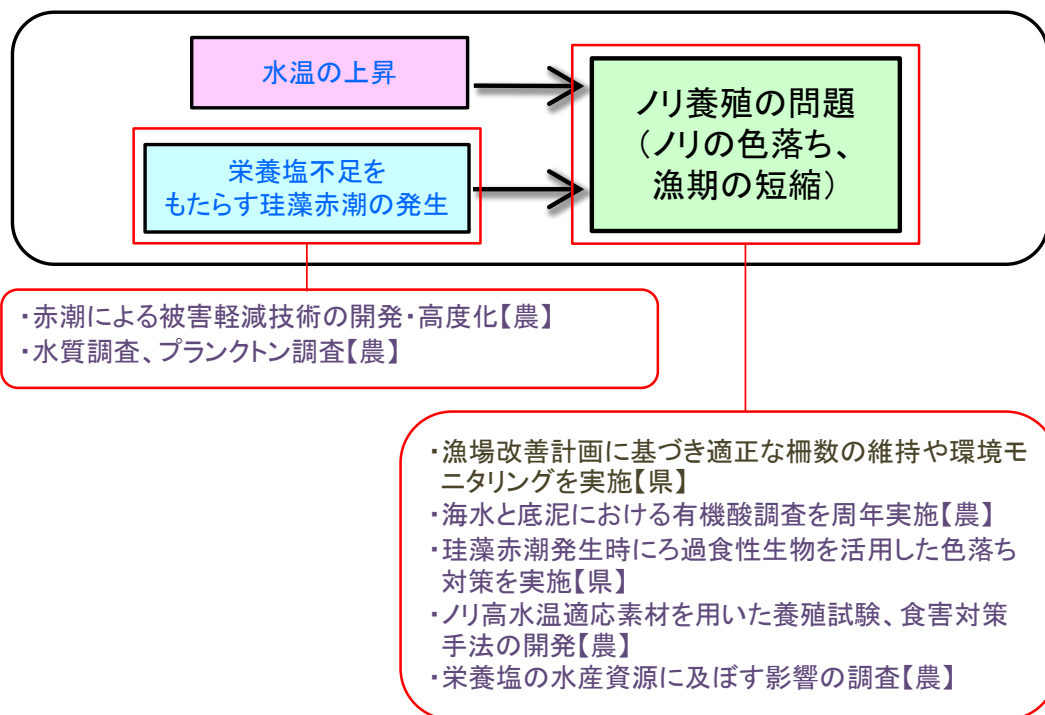 水温の上昇
栄養塩不足を
もたらす珪藻赤潮の発生
ノリ養殖の問題
（ノリの色落ち、
漁期の短縮）
・赤潮による被害軽減技術の開発・高度化【農】
・水質調査、プランクトン調査【農】
・漁場改善計画に基づき適正な柵数の維持や環境モ
ニタリングを実施【県】
・海水と底泥における有機酸調査を周年実施【農】
・珪藻赤潮発生時にろ過食性生物を活用した色落ち
対策を実施【県】
・ノリ高水温適応素材を用いた養殖試験、食害対策
手法の開発【農】
・栄養塩の水産資源に及ぼす影響の調査【農】